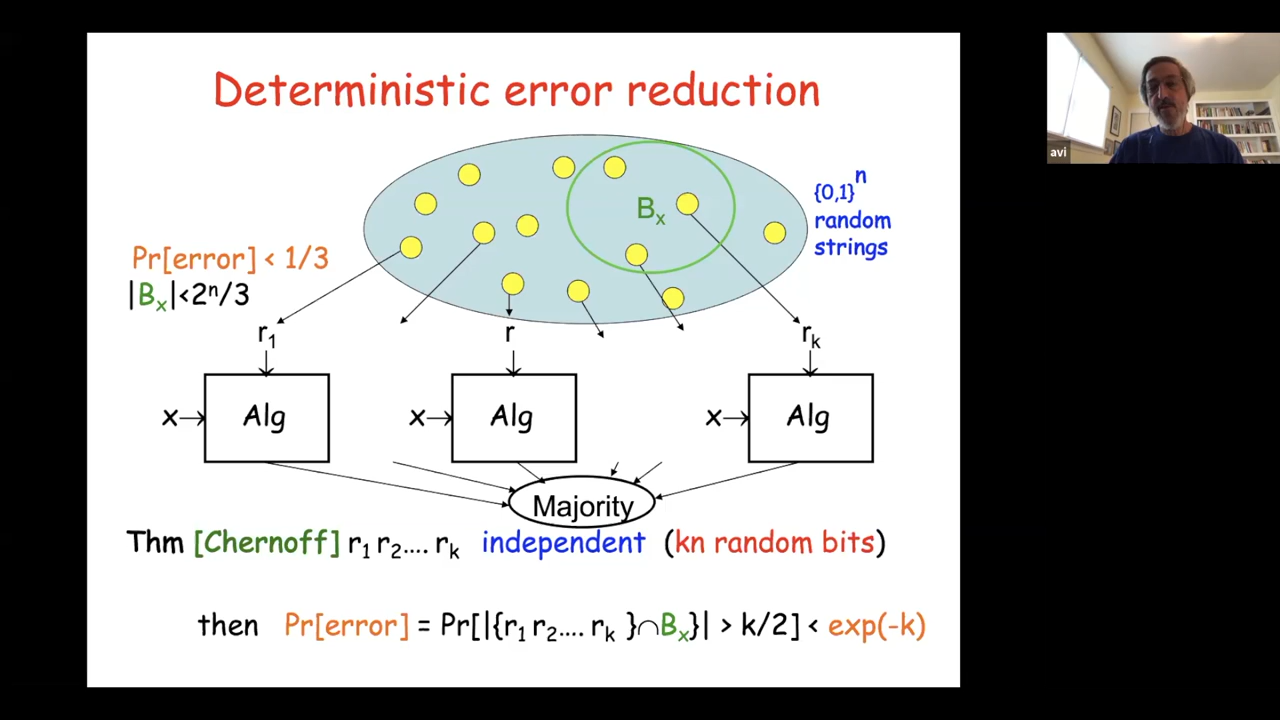 Deterministic error reduction
avi
{0,1}ⁿ
random
strings
Bₓ
Pr[error] < 1/3
|Bₓ|<2ⁿ/3
r₁
r
rₖ
x
Alg
x
Alg
x
Alg
Majority
Thm [Chernoff] r₁ r₂…. rₖ independent (kn random bits)
then Pr[error] = Pr[|{r₁ r₂…. rₖ }∩Bₓ}| > k/2] < exp(-k)